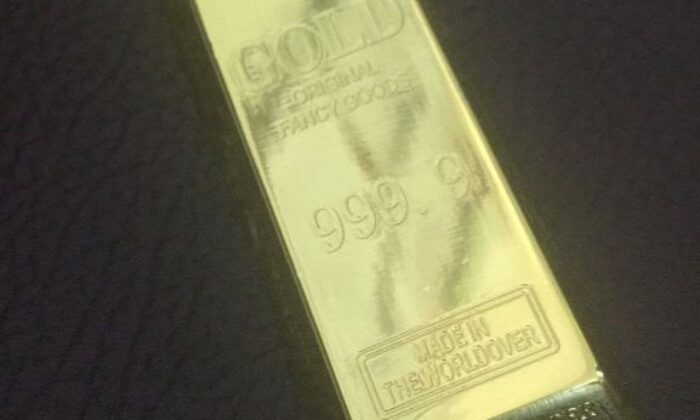 GOLD
ORIGINAL
FANCY GOODS
999.9
MADE IN
THEWORLDOVER